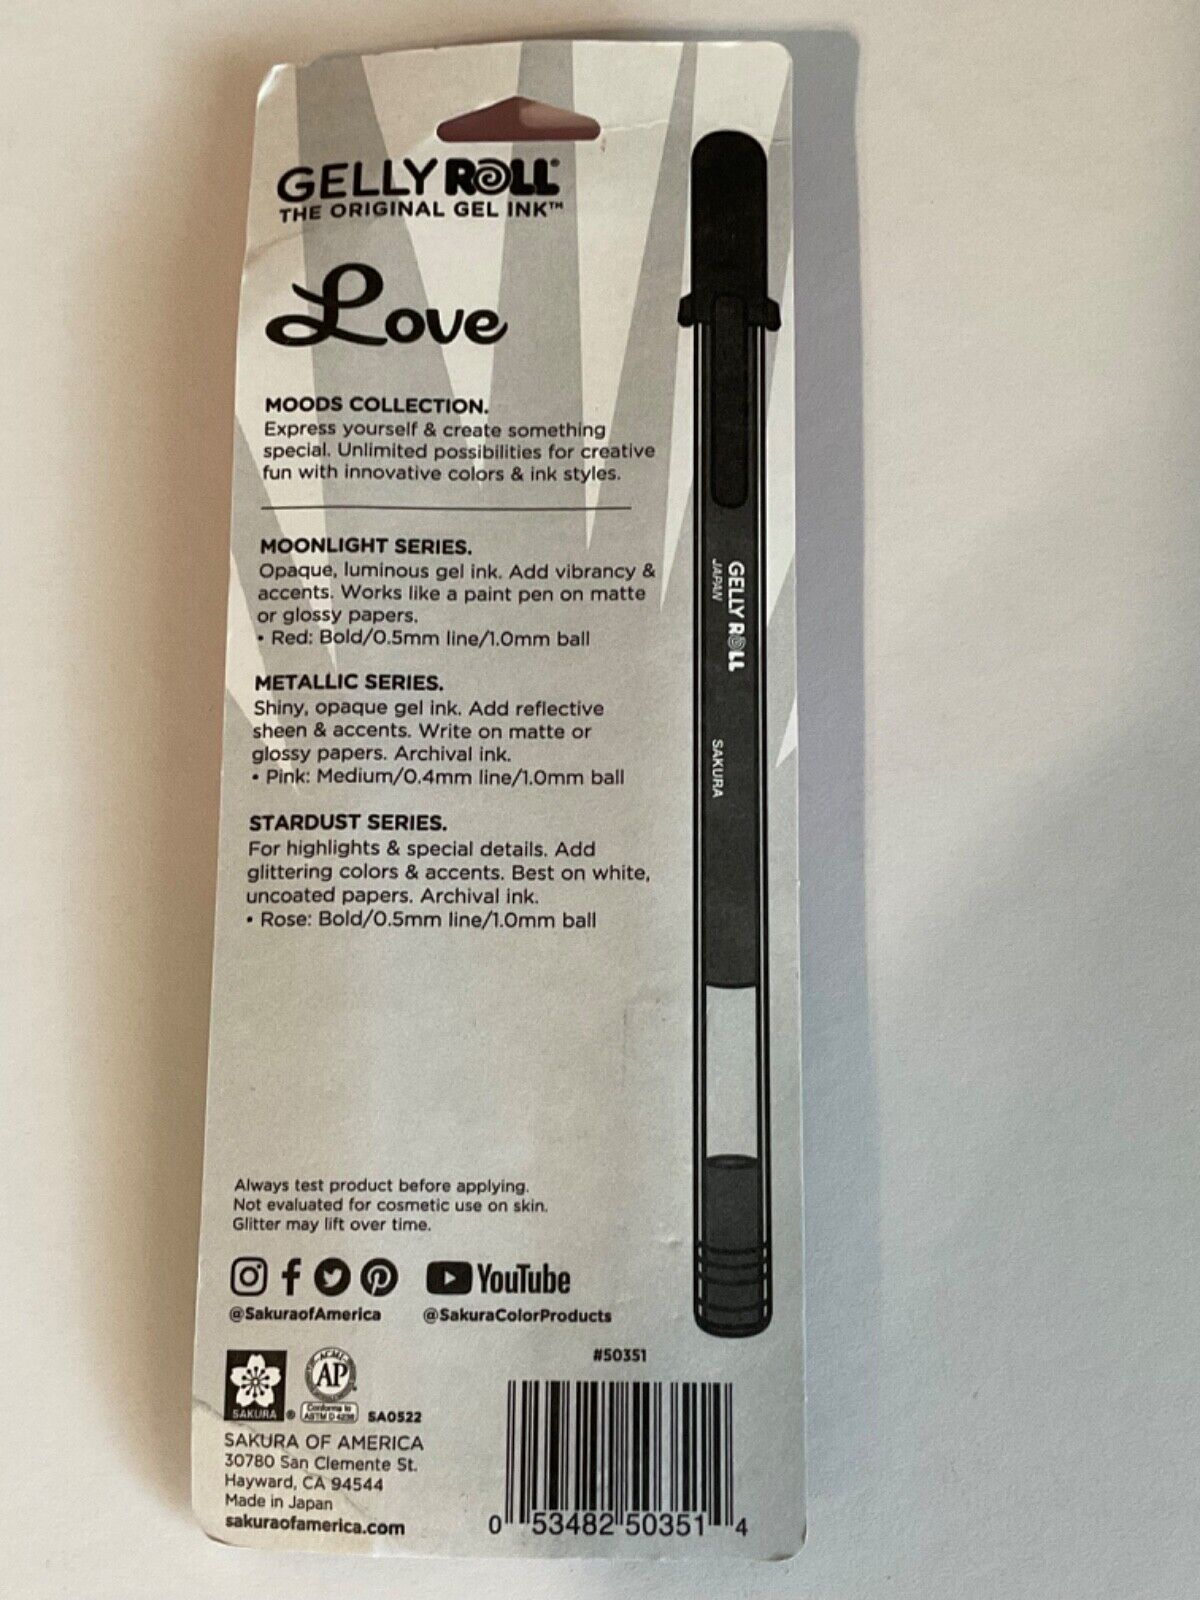 GELLY ROLL®
THE ORIGINAL GEL INK™
Love
MOODS COLLECTION.
Express yourself & create something
special. Unlimited possibilities for creative
fun with innovative colors & ink styles.
MOONLIGHT SERIES.
Opaque, luminous gel ink. Add vibrancy &
accents. Works like a paint pen on matte
or glossy papers.
• Red: Bold/0.5mm line/1.0mm ball
METALLIC SERIES.
Shiny, opaque gel ink. Add reflective
sheen & accents. Write on matte or
glossy papers. Archival ink.
• Pink: Medium/0.4mm line/1.0mm ball
STARDUST SERIES.
For highlights & special details. Add
glittering colors & accents. Best on white,
uncoated papers. Archival ink.
• Rose: Bold/0.5mm line/1.0mm ball
GELLY ROLL
JAPAN
SAKURA
Always test product before applying.
Not evaluated for cosmetic use on skin.
Glitter may lift over time.
YouTube
@SakuraofAmerica
@SakuraColorProducts
#50351
SAKURA ®
ACMI
AP
Conforms to
ASTM D 4236
SA0522
SAKURA OF AMERICA
30780 San Clemente St.
Hayward, CA 94544
Made in Japan
sakuraofamerica.com
0 53482 50351 4